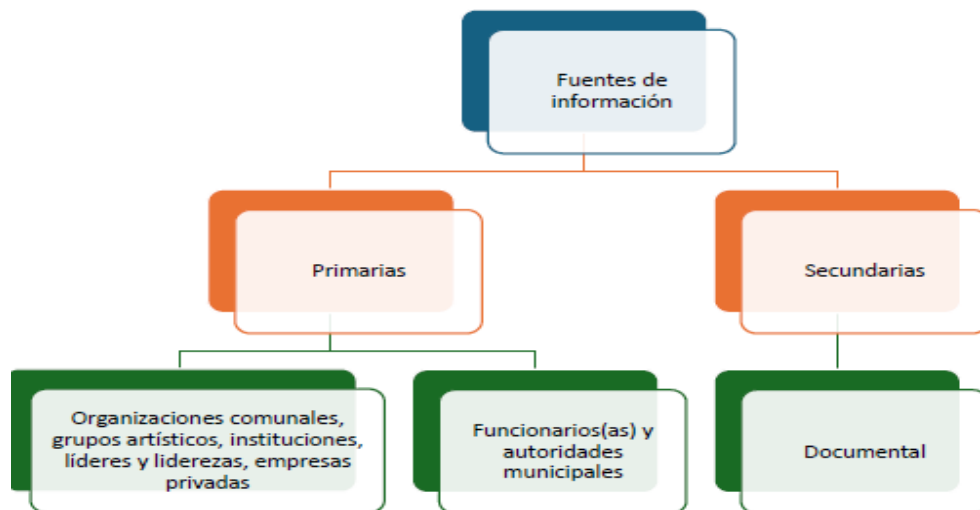 Fuentes de
información
Primarias
Secundarias
Organizaciones comunales,
grupos artísticos, instituciones,
líderes y liderezas, empresas
privadas
Funcionarios(as) y
autoridades
municipales
Documental